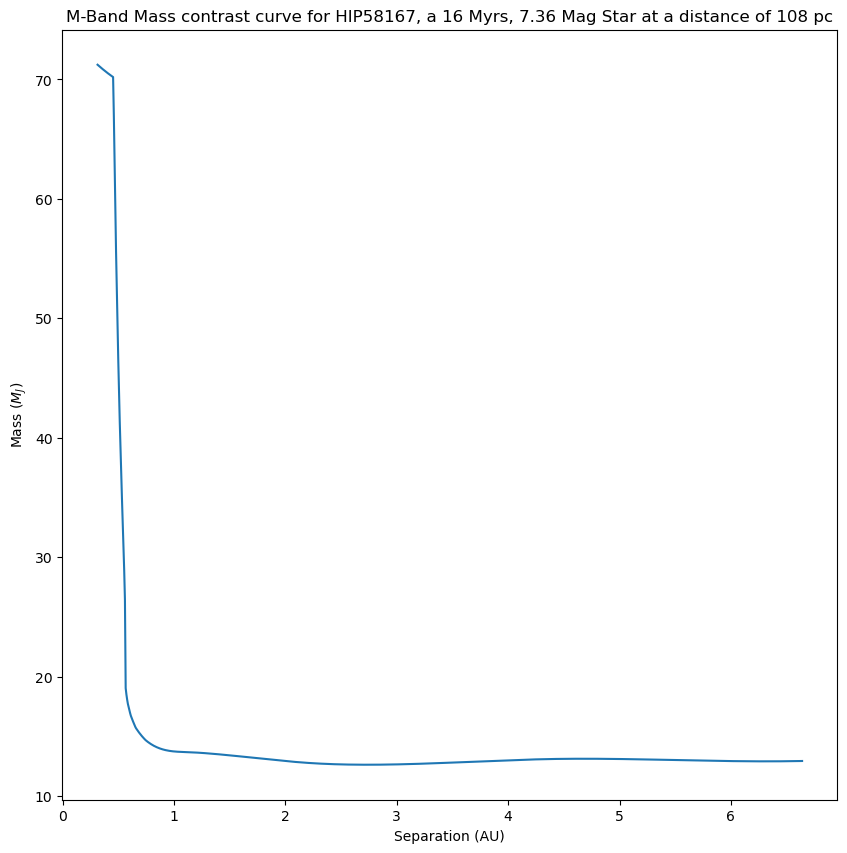 M-Band Mass contrast curve for HIP58167, a 16 Myrs, 7.36 Mag Star at a distance of 108 pc
70
60
50
40
30
20
10
Mass (M_J)
0 1 2 3 4 5 6
Separation (AU)